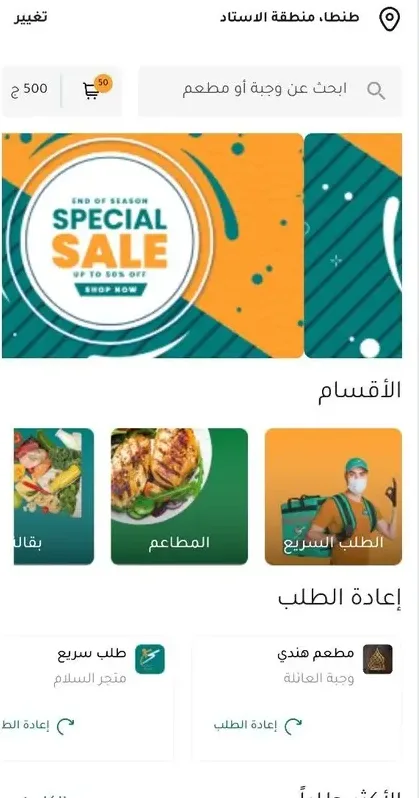 طنطا، منطقة الاستاد
تغيير
ابحث عن وجبة أو مطعم
50
500 ج
END OF SEASON
SPECIAL
SALE
UP TO 50% OFF
SHOP NOW
الأقسام
الطلب السريع
المطاعم
إعادة الطلب
مطعم هندي
وجبة العائلة
إعادة الطلب
طلب سريع
متجر السلام
إعادة الط